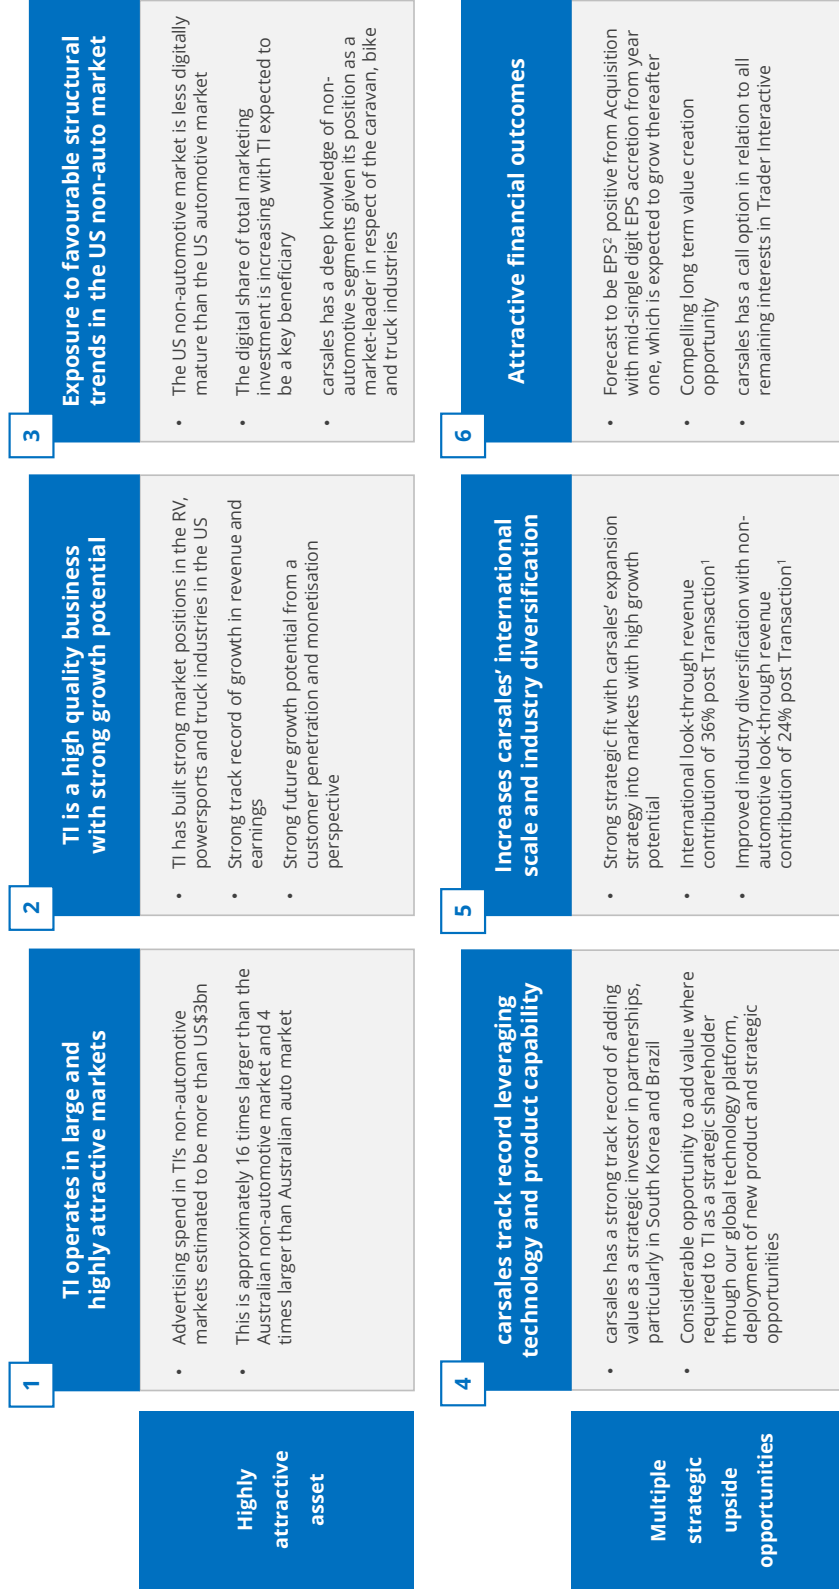 Highly
attractive
asset
1
TI operates in large and
highly attractive markets
• Advertising spend in TI's non-automotive
markets estimated to be more than US$3bn
• This is approximately 16 times larger than the
Australian non-automotive market and 4
times larger than Australian auto market
2
TI is a high quality business
with strong growth potential
• TI has built strong market positions in the RV,
powersports and truck industries in the US
• Strong track record of growth in revenue and
earnings
• Strong future growth potential from a
customer penetration and monetisation
perspective
3
Exposure to favourable structural
trends in the US non-auto market
• The US non-automotive market is less digitally
mature than the US automotive market
• The digital share of total marketing
investment is increasing with TI expected to
be a key beneficiary
• carsales has a deep knowledge of non-
automotive segments given its position as a
market-leader in respect of the caravan, bike
and truck industries
Multiple
strategic
upside
opportunities
4
carsales track record leveraging
technology and product capability
• carsales has a strong track record of adding
value as a strategic investor in partnerships,
particularly in South Korea and Brazil
• Considerable opportunity to add value where
required to TI as a strategic shareholder
through our global technology platform,
deployment of new product and strategic
opportunities
5
Increases carsales' international
scale and industry diversification
• Strong strategic fit with carsales' expansion
strategy into markets with high growth
potential
• International look-through revenue
contribution of 36% post Transaction¹
• Improved industry diversification with non-
automotive look-through revenue
contribution of 24% post Transaction¹
6
Attractive financial outcomes
• Forecast to be EPS² positive from Acquisition
with mid-single digit EPS accretion from year
one, which is expected to grow thereafter
• Compelling long term value creation
opportunity
• carsales has a call option in relation to all
remaining interests in Trader Interactive